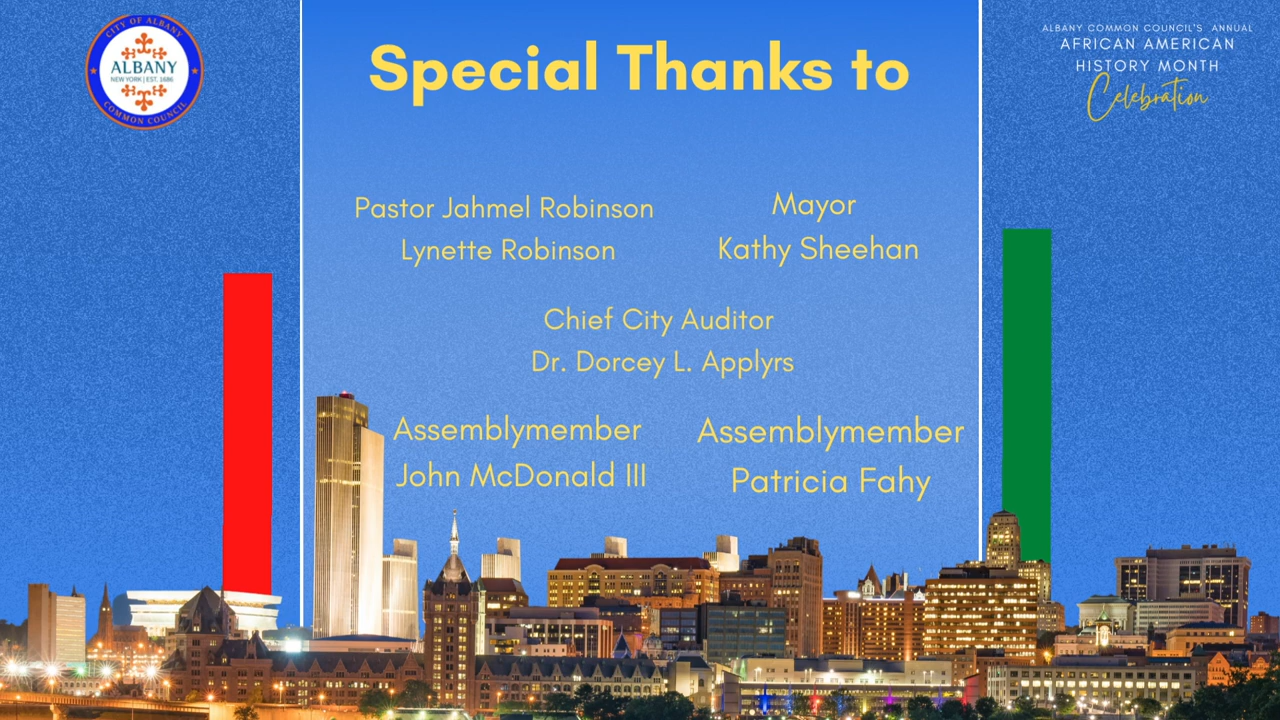 CITY OF ALBANY
ALBANY
NEW YORK | EST. 1686
COMMON COUNCIL
Special Thanks to
ALBANY COMMON COUNCIL'S ANNUAL
AFRICAN AMERICAN
HISTORY MONTH
Celebration
Pastor Jahmel Robinson
Lynette Robinson
Mayor
Kathy Sheehan
Chief City Auditor
Dr. Dorcey L. Applyrs
Assemblymember
John McDonald III
Assemblymember
Patricia Fahy